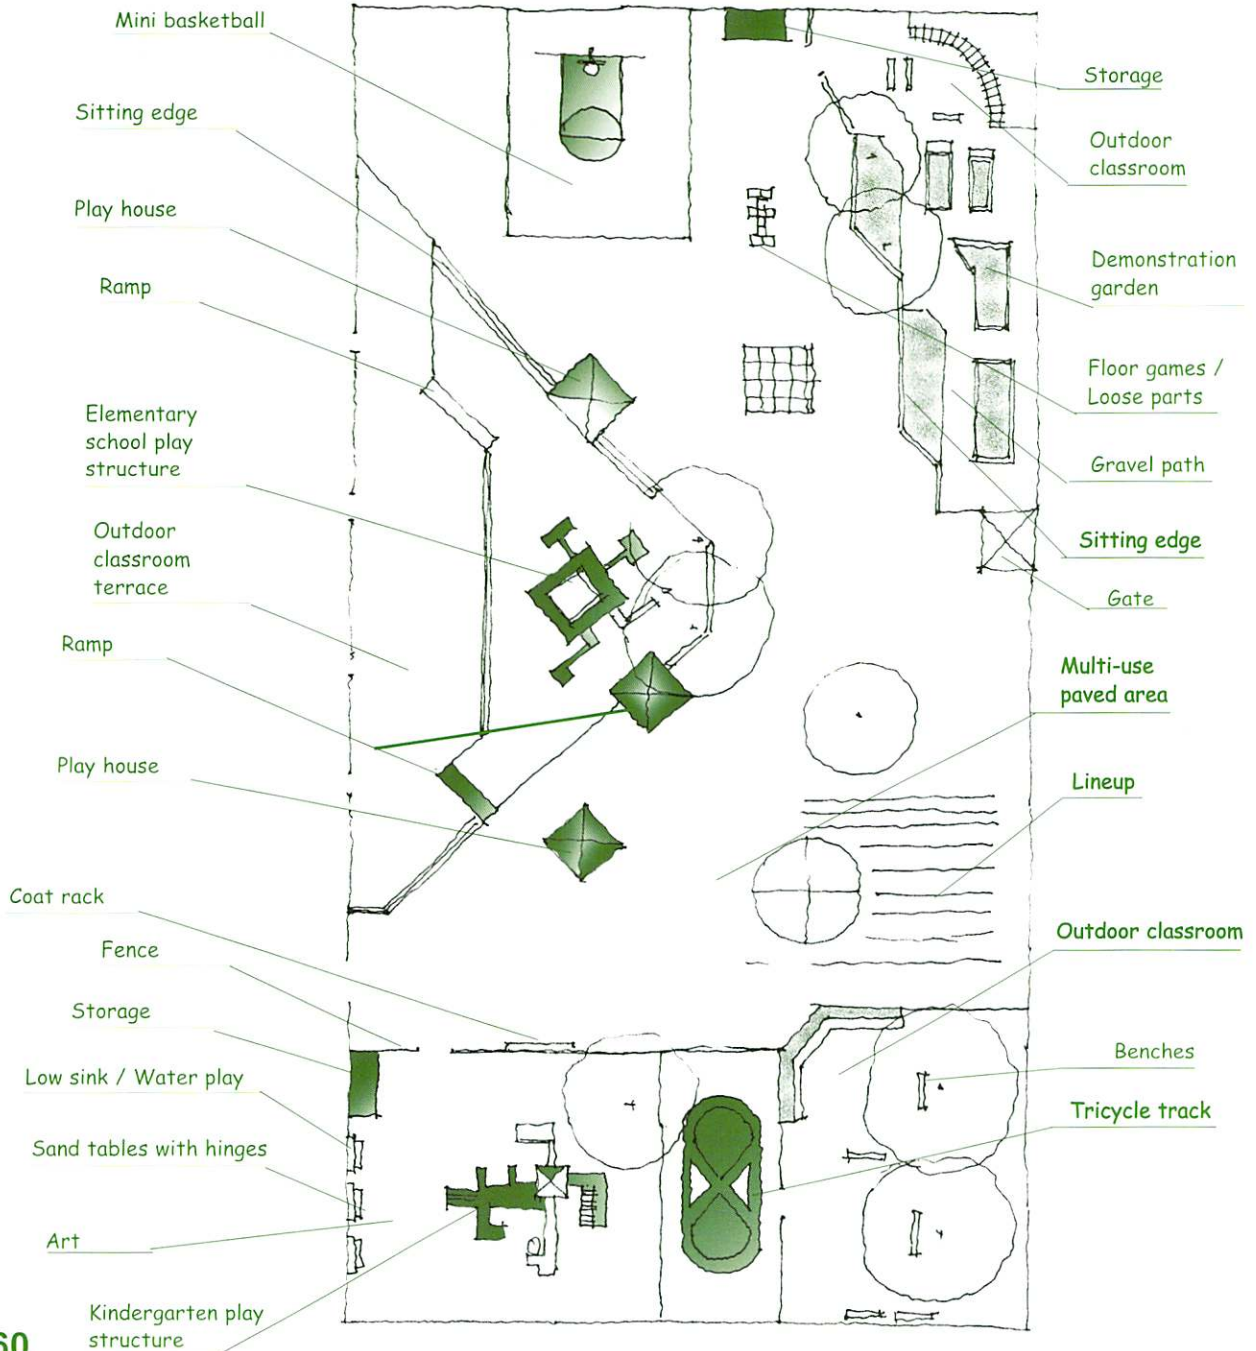 Mini basketball
Sitting edge
Play house
Ramp
Elementary
school play
structure
Outdoor
classroom
terrace
Ramp
Play house
Coat rack
Fence
Storage
Low sink / Water play
Sand tables with hinges
Art
Kindergarten play
structure
60
Storage
Outdoor
classroom
Demonstration
garden
Floor games /
Loose parts
Gravel path
Sitting edge
Gate
Multi-use
paved area
Lineup
Outdoor classroom
Benches
Tricycle track